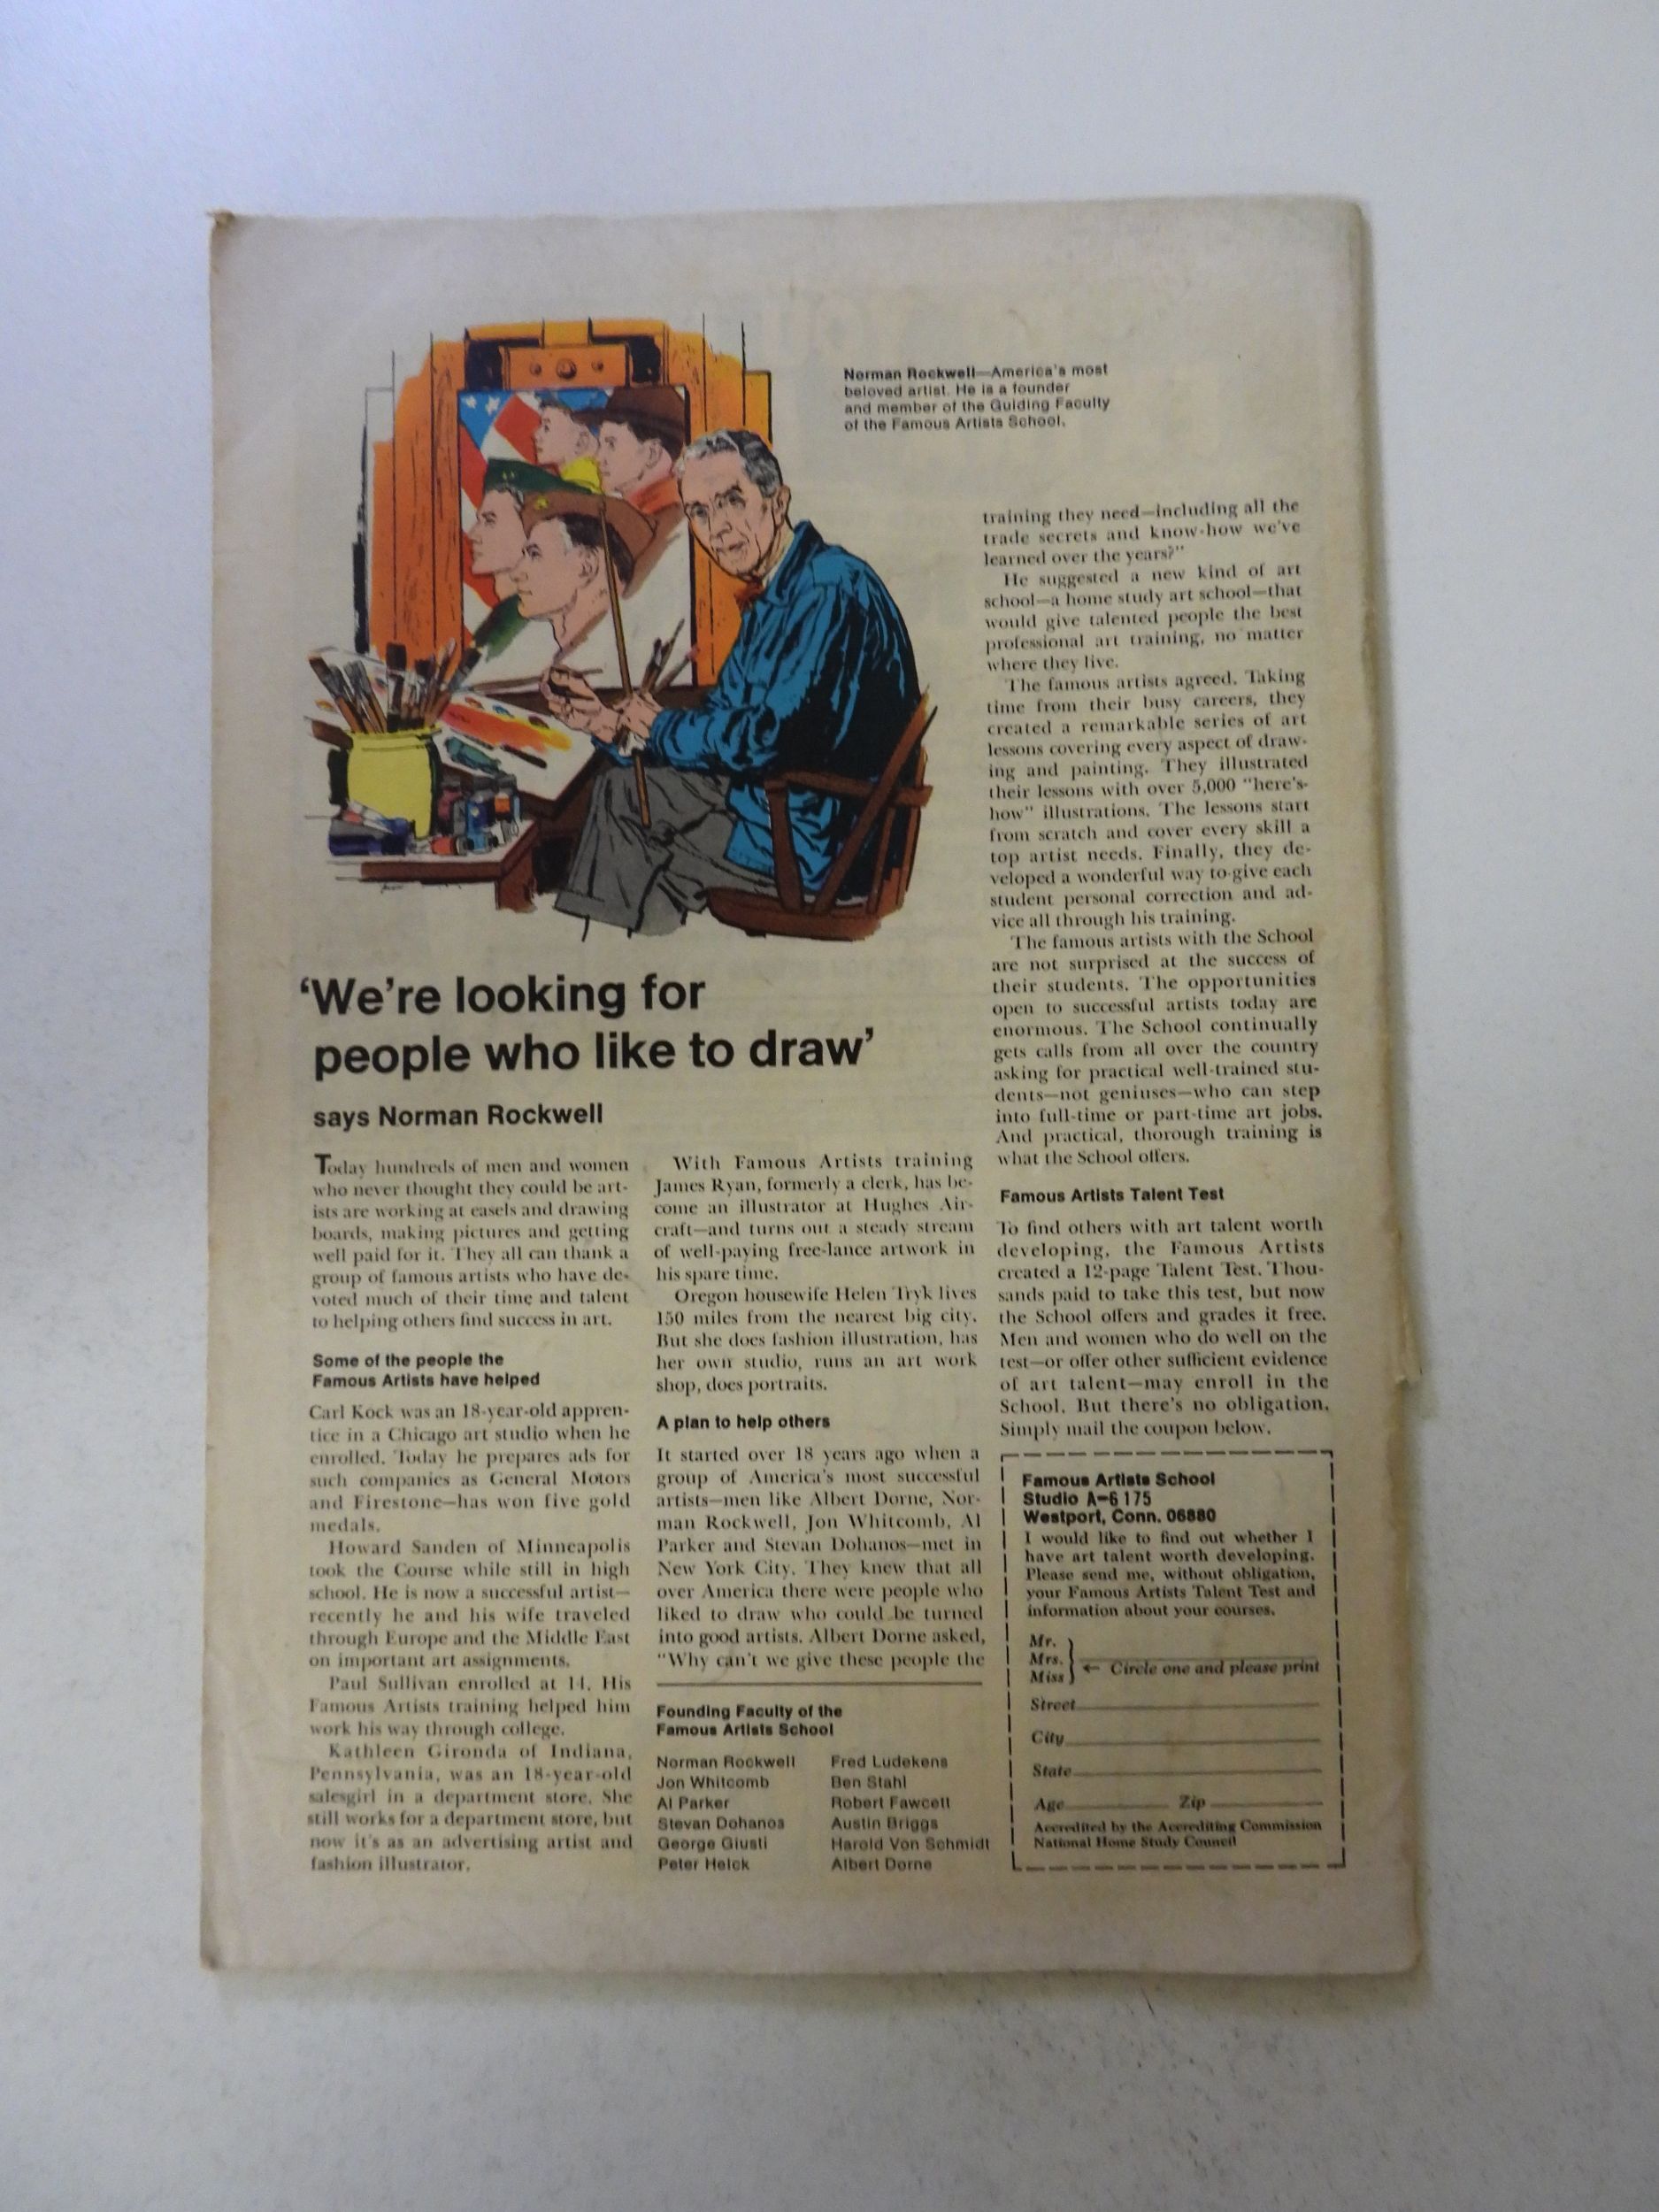 Norman Rockwell—America's most
beloved artist. He is a founder
and member of the Guiding Faculty
of the Famous Artists School.
'We're looking for
people who like to draw'
says Norman Rockwell
Today hundreds of men and women
who never thought they could be art-
ists are working at easels and drawing
boards, making pictures and getting
well paid for it. They all can thank a
group of famous artists who have de-
voted much of their time and talent
to helping others find success in art.
Some of the people the
Famous Artists have helped
Carl Kock was an 18-year-old appren-
tice in a Chicago art studio when he
enrolled. Today he prepares ads for
such companies as General Motors
and Firestone—has won five gold
medals.
Howard Sanden of Minneapolis
took the Course while still in high
school. He is now a successful artist—
recently he and his wife traveled
through Europe and the Middle East
on important art assignments.
Paul Sullivan enrolled at 14. His
Famous Artists training helped him
work his way through college.
Kathleen Gironda of Indiana,
Pennsylvania, was an 18-year-old
salesgirl in a department store. She
still works for a department store, but
now it's as an advertising artist and
fashion illustrator.
With Famous Artists training
James Ryan, formerly a clerk, has be-
come an illustrator at Hughes Air-
craft—and turns out a steady stream
of well-paying free-lance artwork in
his spare time.
Oregon housewife Helen Tryk lives
150 miles from the nearest big city.
But she does fashion illustration, has
her own studio, runs an art work
shop, does portraits.
A plan to help others
It started over 18 years ago when a
group of America's most successful
artists—men like Albert Dorne, Nor-
man Rockwell, Jon Whitcomb, Al
Parker and Stevan Dohanos—met in
New York City. They knew that all
over America there were people who
liked to draw who could be turned
into good artists. Albert Dorne asked,
"Why can't we give these people the
Founding Faculty of the
Famous Artists School
Norman Rockwell
Jon Whitcomb
Al Parker
Stevan Dohanos
George Giusti
Peter Helck
Fred Ludekens
Ben Stahl
Robert Fawcett
Austin Briggs
Harold Von Schmidt
Albert Dorne
training they need—including all the
trade secrets and know-how we've
learned over the years?"
He suggested a new kind of art
school—a home study art school—that
would give talented people the best
professional art training, no matter
where they live.
The famous artists agreed. Taking
time from their busy careers, they
created a remarkable series of art
lessons covering every aspect of draw-
ing and painting. They illustrated
their lessons with over 5,000 "here's-
how" illustrations. The lessons start
from scratch and cover every skill a
top artist needs. Finally, they de-
veloped a wonderful way to give each
student personal correction and ad-
vice all through his training.
The famous artists with the School
are not surprised at the success of
their students. The opportunities
open to successful artists today are
enormous. The School continually
gets calls from all over the country
asking for practical well-trained stu-
dents—not geniuses—who can step
into full-time or part-time art jobs.
And practical, thorough training is
what the School offers.
Famous Artists Talent Test
To find others with art talent worth
developing, the Famous Artists
created a 12-page Talent Test. Thou-
sands paid to take this test, but now
the School offers and grades it free.
Men and women who do well on the
test—or offer other sufficient evidence
of art talent—may enroll in the
School. But there's no obligation.
Simply mail the coupon below.
Famous Artists School
Studio A-6 175
Westport, Conn. 06880
I would like to find out whether I
have art talent worth developing.
Please send me, without obligation,
your Famous Artists Talent Test and
information about your courses.
Mr.
Mrs.
Miss
← Circle one and please print
Street
City
State
Age Zip
Accredited by the Accrediting Commission
National Home Study Council